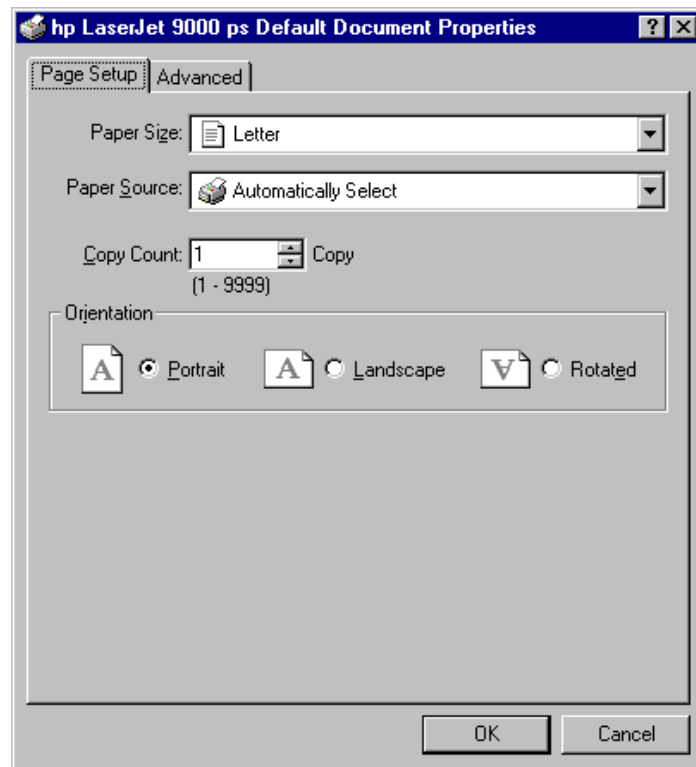 hp LaserJet 9000 ps Default Document Properties
Page Setup Advanced
Paper Size: Letter
Paper Source: Automatically Select
Copy Count: 1 Copy
(1 - 9999)
Orientation
A Portrait A Landscape A Rotated
OK Cancel